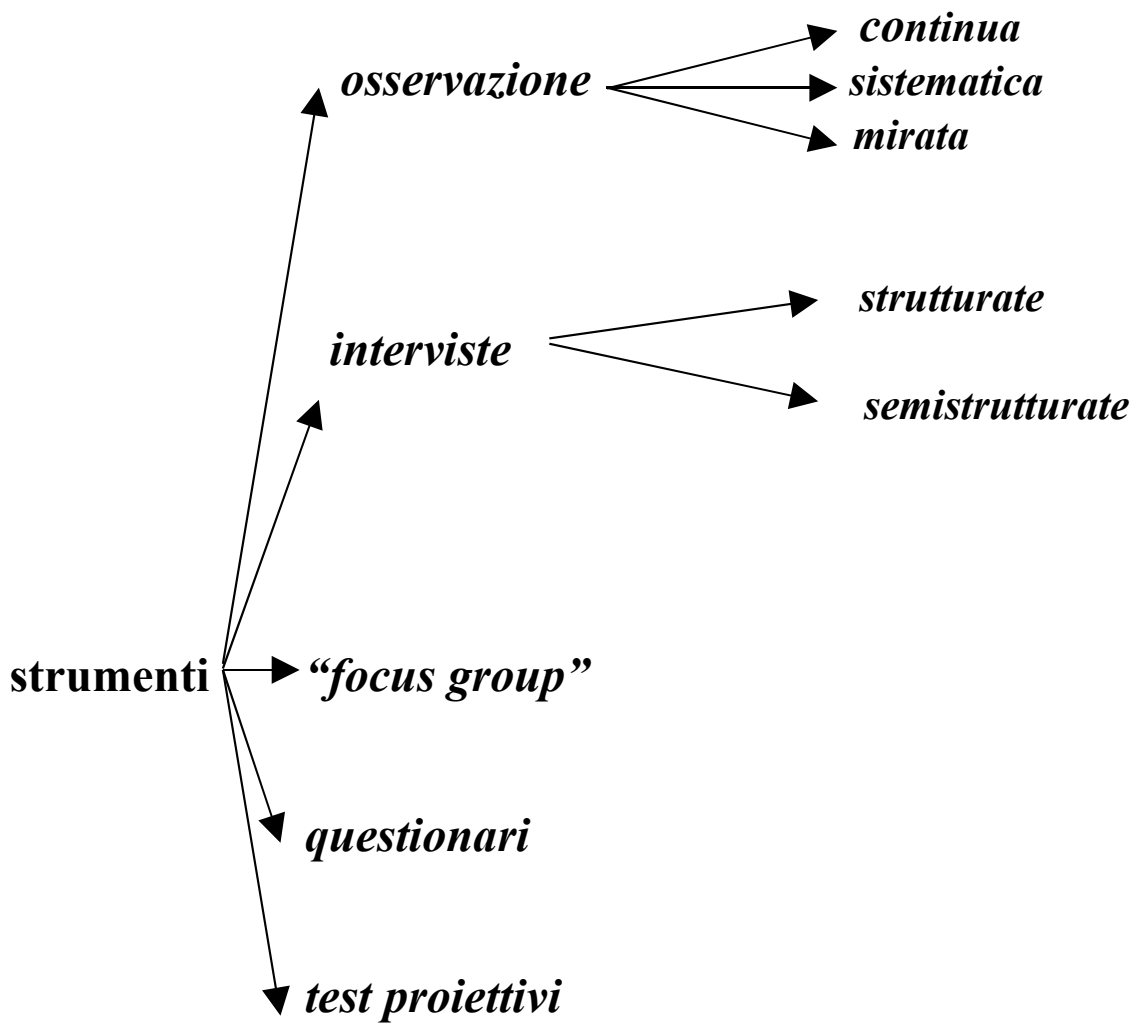 continua
osservazione
sistematica
mirata
strutturate
interviste
semistrutturate
strumenti
“focus group”
questionari
test proiettivi